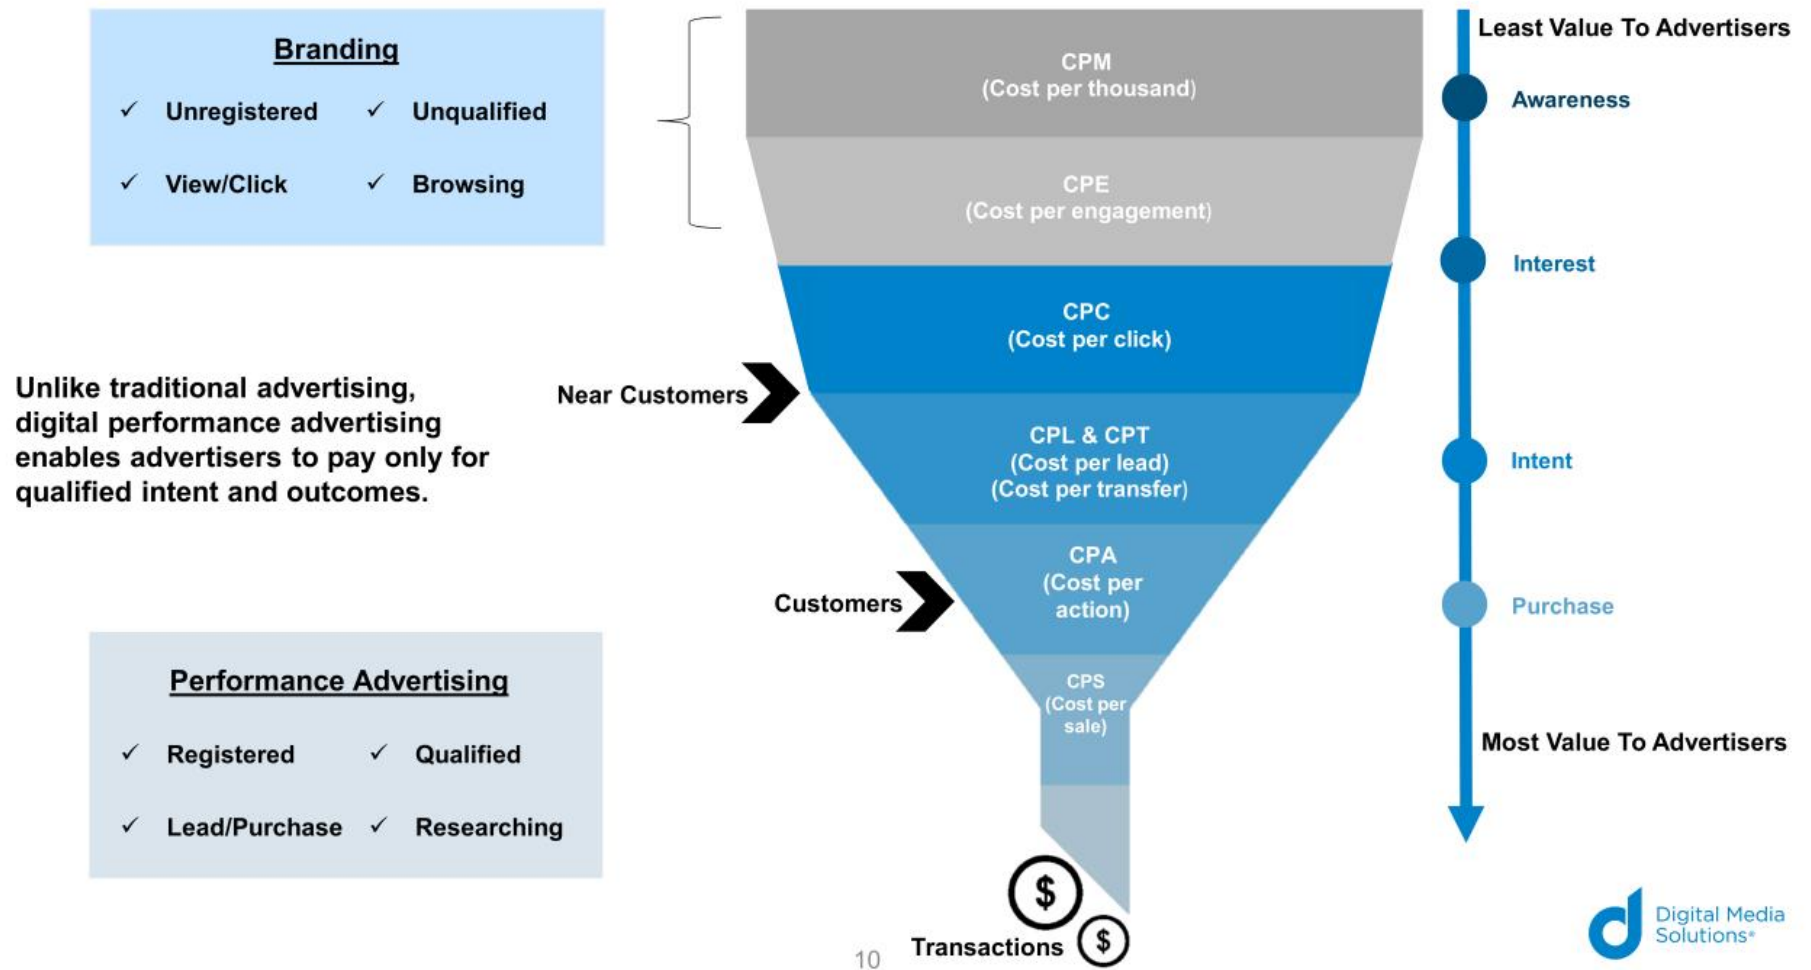 Branding
✓ Unregistered ✓ Unqualified
✓ View/Click ✓ Browsing
Unlike traditional advertising,
digital performance advertising
enables advertisers to pay only for
qualified intent and outcomes.
Performance Advertising
✓ Registered ✓ Qualified
✓ Lead/Purchase ✓ Researching
Near Customers
Customers
CPM
(Cost per thousand)
CPE
(Cost per engagement)
CPC
(Cost per click)
CPL & CPT
(Cost per lead)
(Cost per transfer)
CPA
(Cost per
action)
CPS
(Cost per
sale)
$
$
Transactions
Least Value To Advertisers
Awareness
Interest
Intent
Purchase
Most Value To Advertisers
10
Digital Media
Solutions®